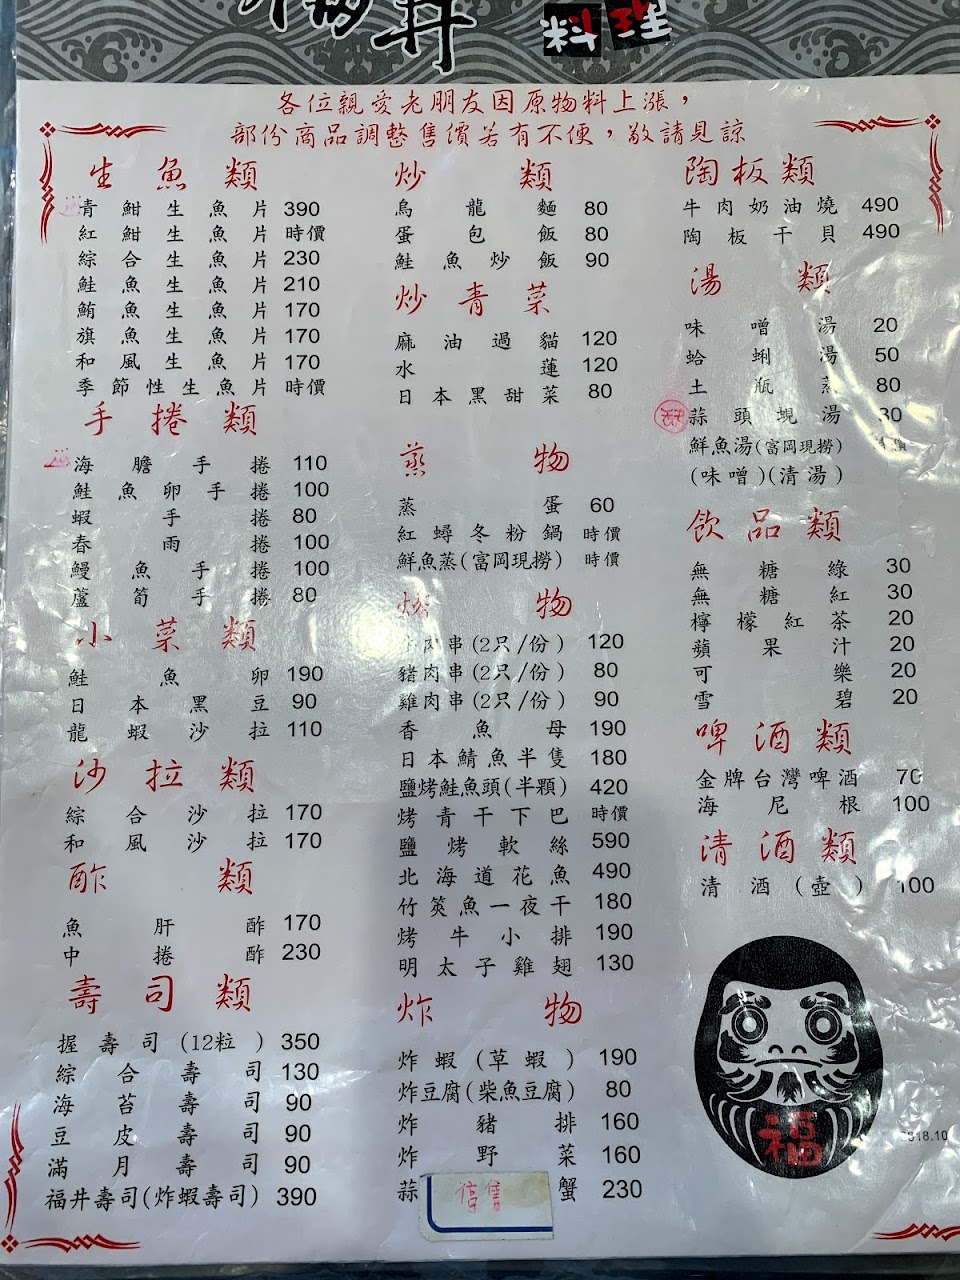 井 料理
各位親愛老朋友因原物料上漲，
部份商品調整售價若有不便，敬請見諒
生魚類
青魽生魚片 390
紅魽生魚片 時價
綜合生魚片 230
鮭魚生魚片 210
鮪魚生魚片 170
旗魚生魚片 170
和風生魚片 170
季節性生魚片 時價
手捲類
海膽手捲 110
鮭魚卵手捲 100
蝦手捲 80
春雨捲 100
鰻魚手捲 100
蘆筍手捲 80
小菜類
鮭魚卵 190
日本黑豆 90
龍蝦沙拉 110
沙拉類
綜合沙拉 170
和風沙拉 170
酢類
魚肝酢 170
中捲酢 230
壽司類
握壽司(12粒) 350
綜合壽司 130
海苔壽司 90
豆皮壽司 90
滿月壽司 90
福井壽司(炸蝦壽司) 390
炒類
烏龍麵 80
蛋包飯 80
鮭魚炒飯 90
炒青菜
麻油過貓 120
水蓮 120
日本黑甜菜 80
蒸物
蒸蛋 60
紅蟳冬粉鍋 時價
鮮魚蒸(富岡現撈) 時價
物
肉串(2只/份) 120
豬肉串(2只/份) 80
雞肉串(2只/份) 90
香魚母 190
日本鯖魚半隻 180
鹽烤鮭魚頭(半顆) 420
烤青干下巴 時價
鹽烤軟絲 590
北海道花魚 490
竹筴魚一夜干 180
烤牛小排 190
明太子雞翅 130
炸物
炸蝦(草蝦) 190
炸豆腐(柴魚豆腐) 80
炸豬排 160
炸野菜 160
蒜 停售 蟹 230
陶板類
牛肉奶油燒 490
陶板干貝 490
湯類
味噌湯 20
蛤蜊湯 50
土瓶蒸 80
蒜頭蜆湯 30
鮮魚湯(富岡現撈) 價
(味噌)(清湯)
飲品類
無糖綠 30
無糖紅 30
檸檬紅茶 20
蘋果汁 20
可樂 20
雪碧 20
啤酒類
金牌台灣啤酒 70
海尼根 100
清酒類
清酒(壺) 100
福